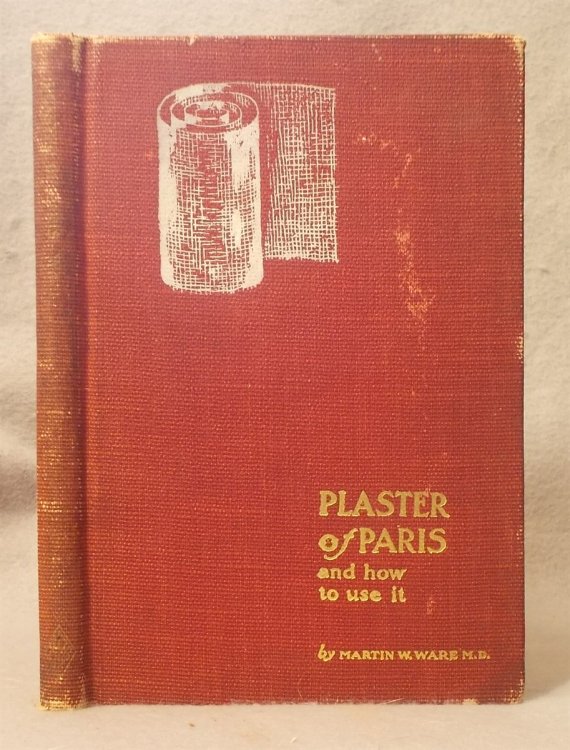 PLASTER
of PARIS
and how
to use it
by MARTIN W. WARE M.D.